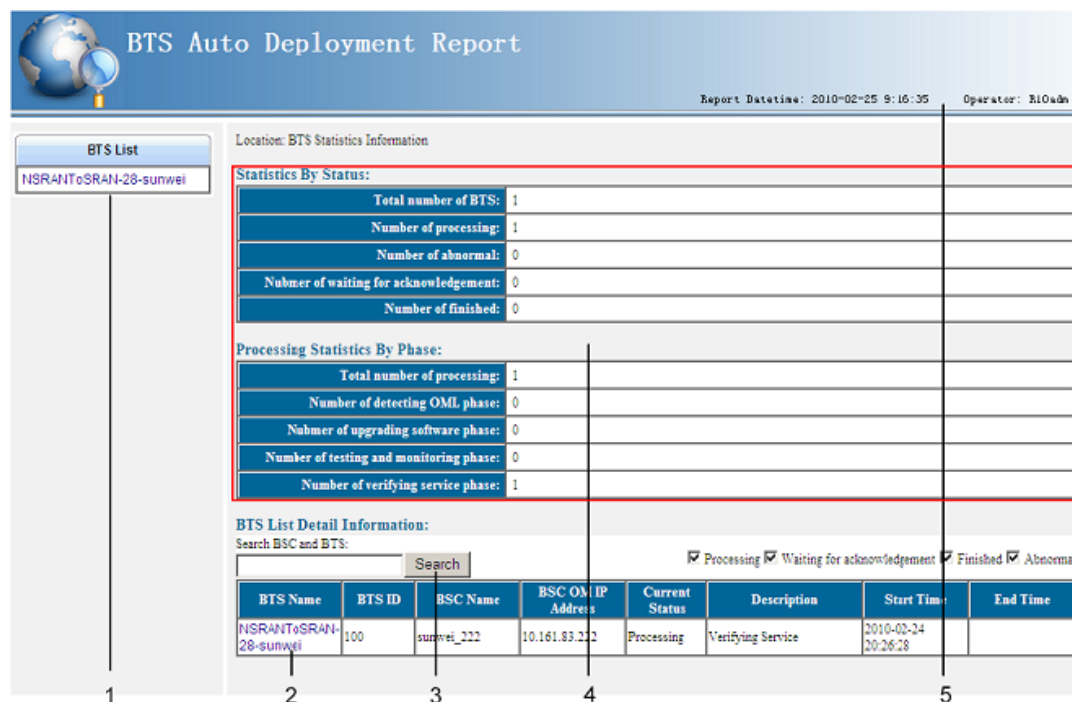 BTS Auto Deployment Report
Report Datetime: 2010-02-25 9:16:35 Operator: RIOadm
BTS List
NSRANToSRAN-28-sunwei
Location: BTS Statistics Information
Statistics By Status:
Total number of BTS: 1
Number of processing: 1
Number of abnormal: 0
Nubmer of waiting for acknowledgement: 0
Number of finished: 0
Processing Statistics By Phase:
Total number of processing: 1
Number of detecting OML phase: 0
Nubmer of upgrading software phase: 0
Number of testing and monitoring phase: 0
Number of verifying service phase: 1
BTS List Detail Information:
Search BSC and BTS:
Search
Processing Waiting for acknowledgement Finished Abnorma
BTS Name BTS ID BSC Name BSC OM IP Address Current Status Description Start Time End Time
NSRANToSRAN-28-sunwei 100 sunwei_222 10.161.83.222 Processing Verifying Service 2010-02-24 20:26:28
1 2 3 4 5